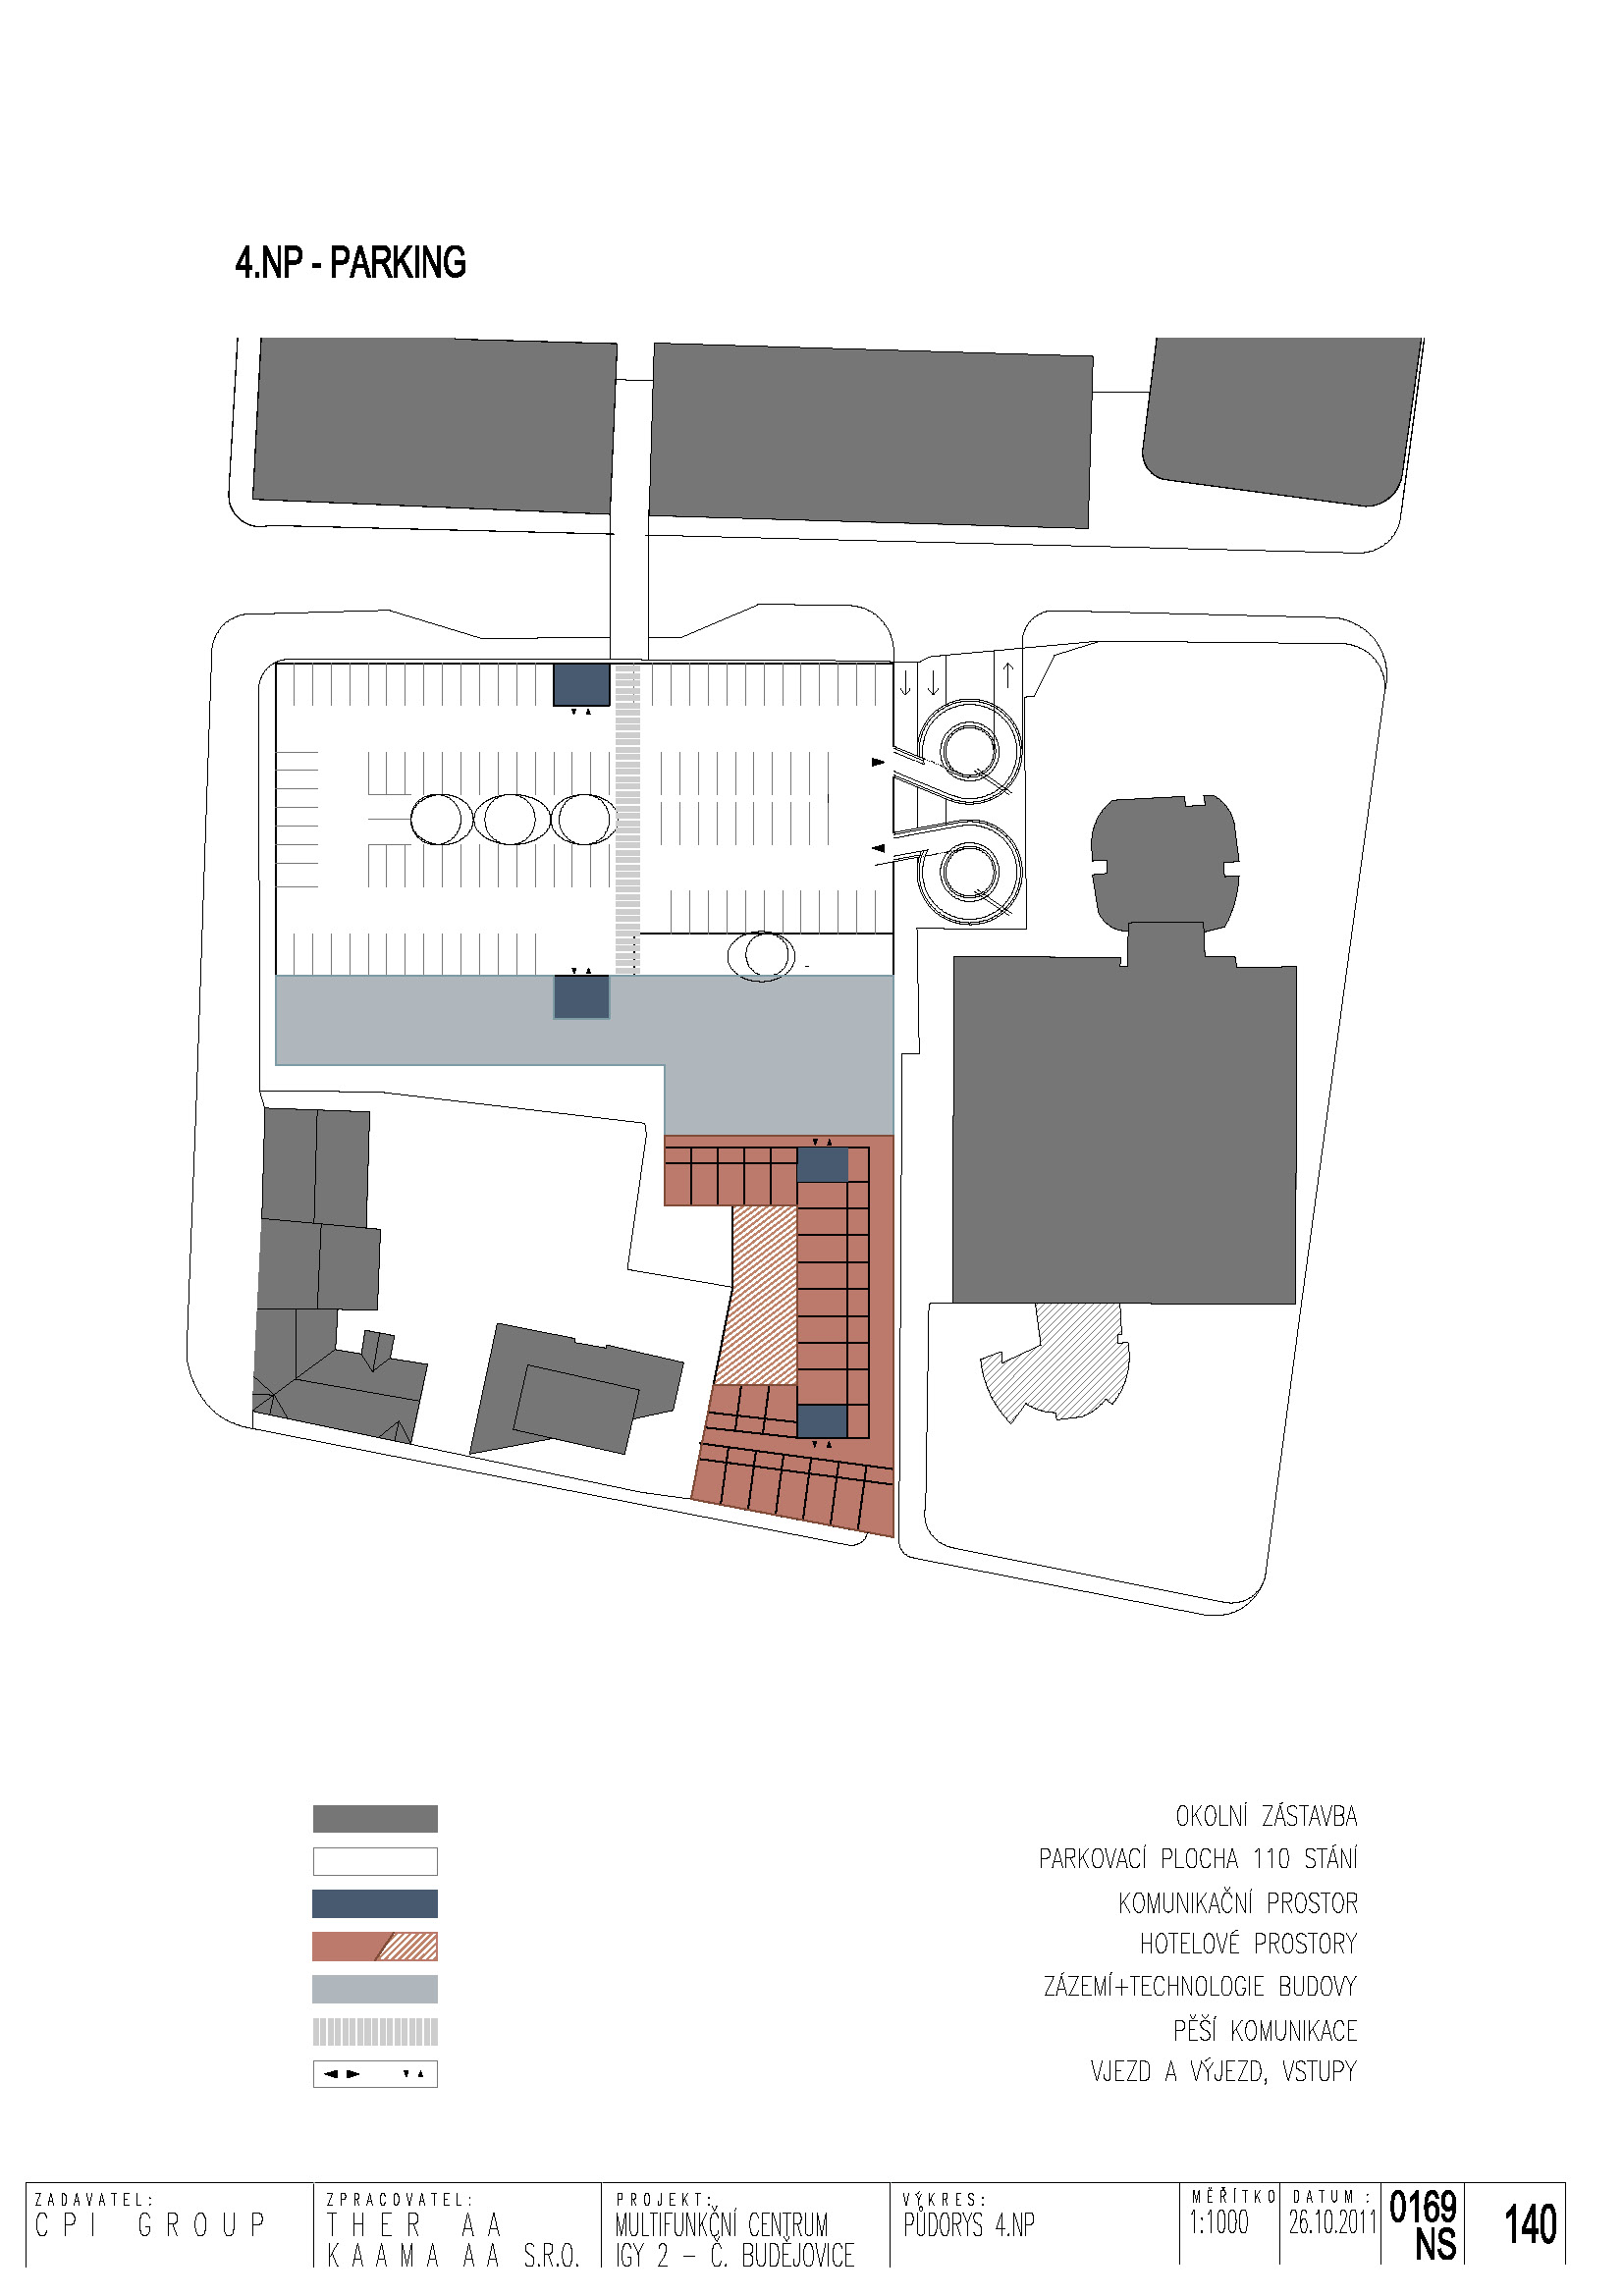 4.NP - PARKING
OKOLNÍ ZÁSTAVBA
PARKOVACÍ PLOCHA 110 STÁNÍ
KOMUNIKAČNÍ PROSTOR
HOTELOVÉ PROSTORY
ZÁZEMÍ+TECHNOLOGIE BUDOVY
PĚŠÍ KOMUNIKACE
VJEZD A VÝJEZD, VSTUPY
ZADAVATEL:
CPI GROUP
ZPRACOVATEL:
THER AA
KAAMA AA S.R.O.
PROJEKT:
MULTIFUNKČNÍ CENTRUM
IGY 2 - Č. BUDĚJOVICE
VÝKRES:
PŮDORYS 4.NP
MĚŘÍTKO
1:1000
DATUM:
26.10.2011
0169
NS
140